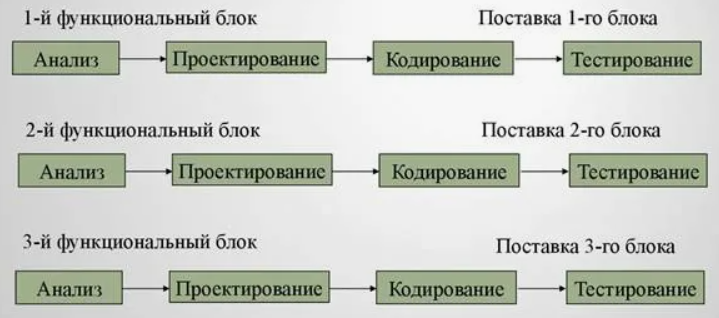 1-й функциональный блок Поставка 1-го блока
Анализ Проектирование Кодирование Тестирование
2-й функциональный блок Поставка 2-го блока
Анализ Проектирование Кодирование Тестирование
3-й функциональный блок Поставка 3-го блока
Анализ Проектирование Кодирование Тестирование